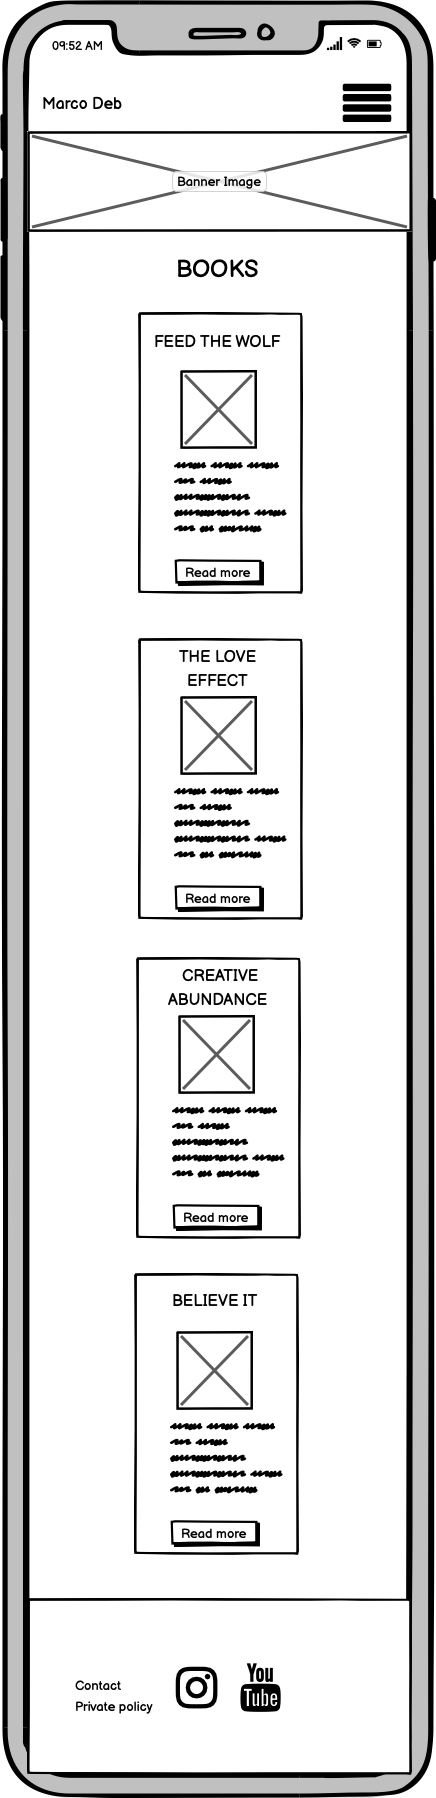 09:52 AM
Marco Deb
Banner Image
BOOKS
FEED THE WOLF
Read more
THE LOVE
EFFECT
Read more
CREATIVE
ABUNDANCE
Read more
BELIEVE IT
Read more
Contact
Private policy
You
Tube